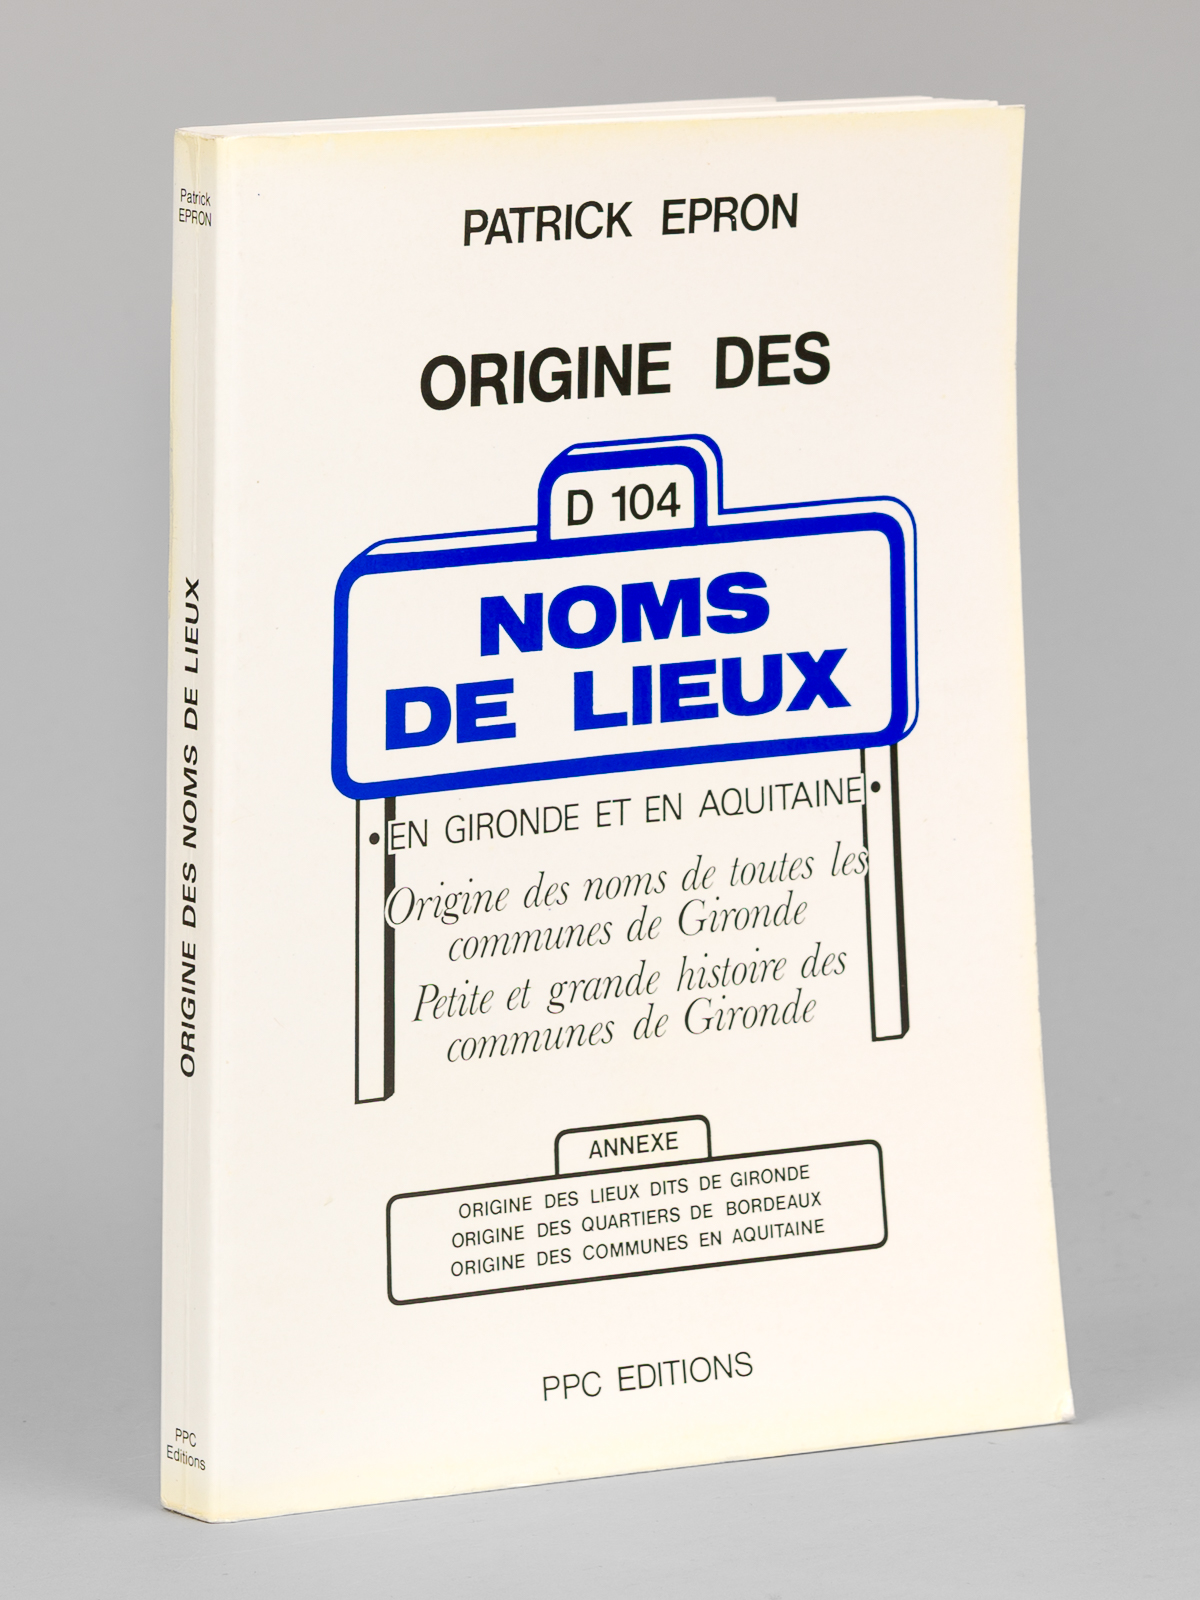 Patrick
EPRON
ORIGINE DES NOMS DE LIEUX
PPC
Editions
PATRICK EPRON
ORIGINE DES
D 104
NOMS
DE LIEUX
EN GIRONDE ET EN AQUITAINE
Origine des noms de toutes les
communes de Gironde
Petite et grande histoire des
communes de Gironde
ANNEXE
ORIGINE DES LIEUX DITS DE GIRONDE
ORIGINE DES QUARTIERS DE BORDEAUX
ORIGINE DES COMMUNES EN AQUITAINE
PPC EDITIONS